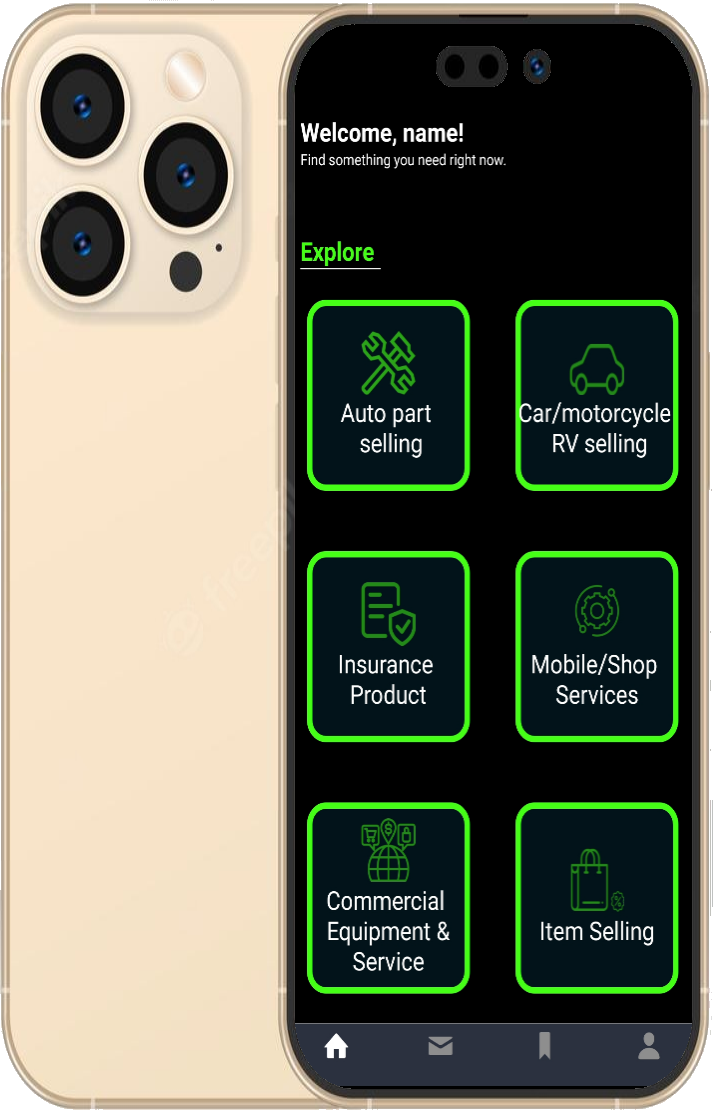 Welcome, name!
Find something you need right now.
Explore
Auto part
selling
Car/motorcycle
RV selling
Insurance
Product
Mobile/Shop
Services
Commercial
Equipment &
Service
Item Selling
freepik